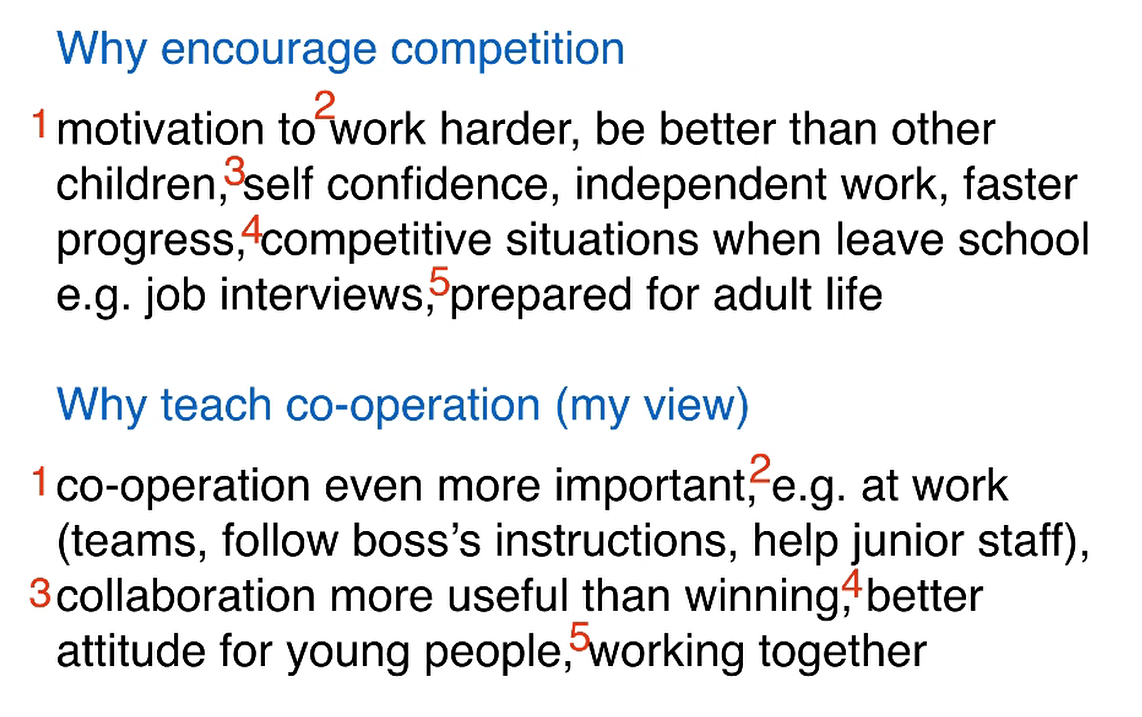 Why encourage competition
1 motivation to 2 work harder, be better than other
children, 3 self confidence, independent work, faster
progress, 4 competitive situations when leave school
e.g. job interviews, 5 prepared for adult life
Why teach co-operation (my view)
1 co-operation even more important, 2 e.g. at work
(teams, follow boss's instructions, help junior staff),
3 collaboration more useful than winning, 4 better
attitude for young people, 5 working together